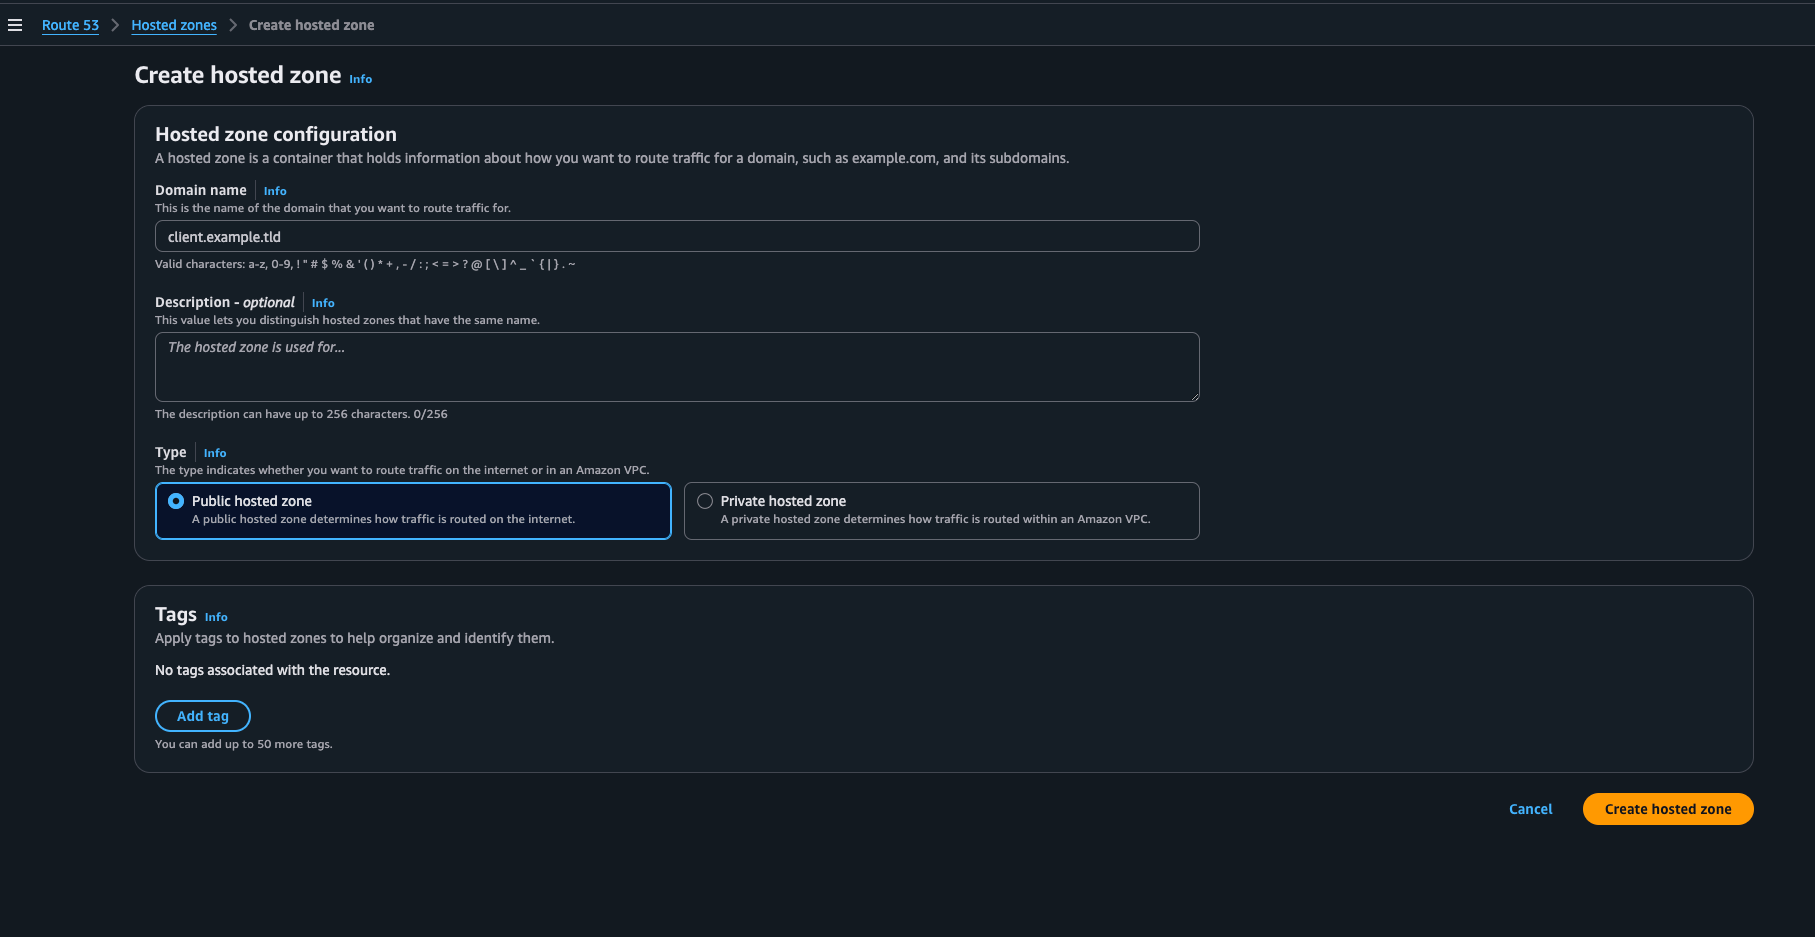 Route 53 > Hosted zones > Create hosted zone
Create hosted zone Info
Hosted zone configuration
A hosted zone is a container that holds information about how you want to route traffic for a domain, such as example.com, and its subdomains.
Domain name Info
This is the name of the domain that you want to route traffic for.
client.example.tld
Valid characters: a-z, 0-9, ! " # $ % & ' ( ) * + , - / : ; < = > ? @ [ \ ] ^ _ ` { | } . ~
Description - optional Info
This value lets you distinguish hosted zones that have the same name.
The hosted zone is used for...
The description can have up to 256 characters. 0/256
Type Info
The type indicates whether you want to route traffic on the internet or in an Amazon VPC.
Public hosted zone
A public hosted zone determines how traffic is routed on the internet.
Private hosted zone
A private hosted zone determines how traffic is routed within an Amazon VPC.
Tags Info
Apply tags to hosted zones to help organize and identify them.
No tags associated with the resource.
Add tag
You can add up to 50 more tags.
Cancel
Create hosted zone